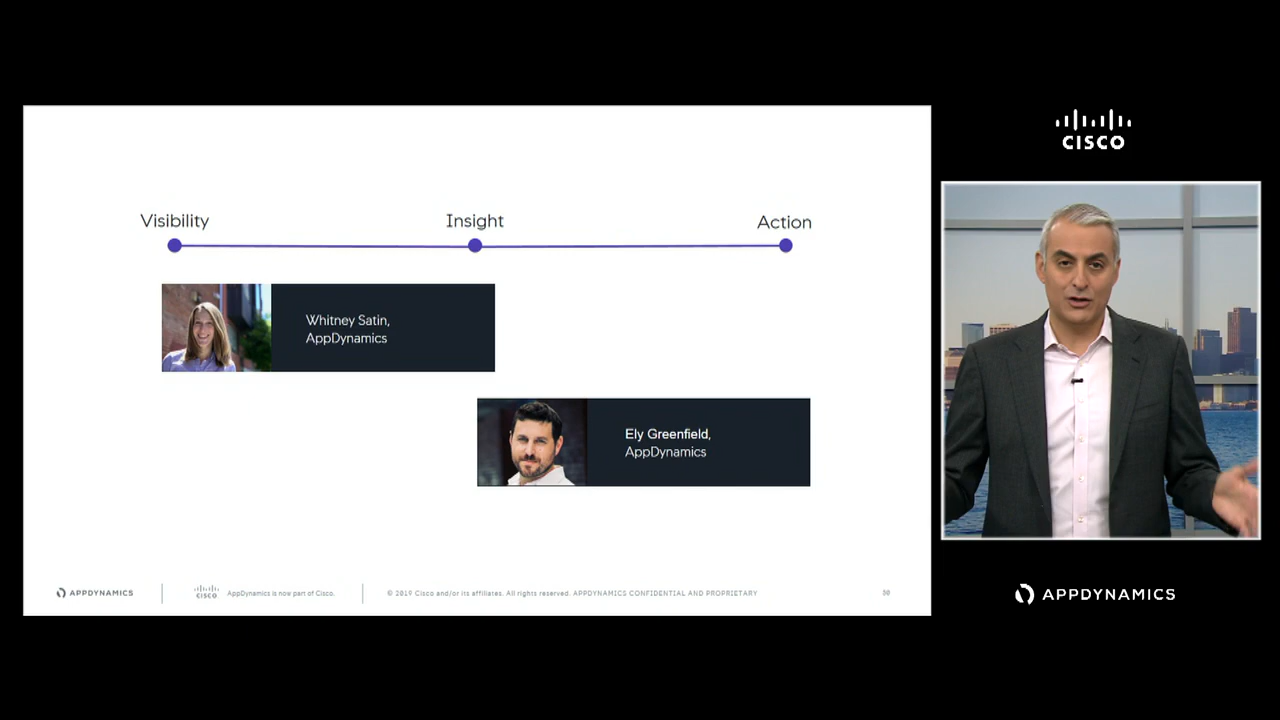 Visibility
Insight
Action
Whitney Satin,
AppDynamics
Ely Greenfield,
AppDynamics
APPDYNAMICS
CISCO
AppDynamics is now part of Cisco.
© 2019 Cisco and/or its affiliates. All rights reserved. APPDYNAMICS CONFIDENTIAL AND PROPRIETARY
30
CISCO
APPDYNAMICS